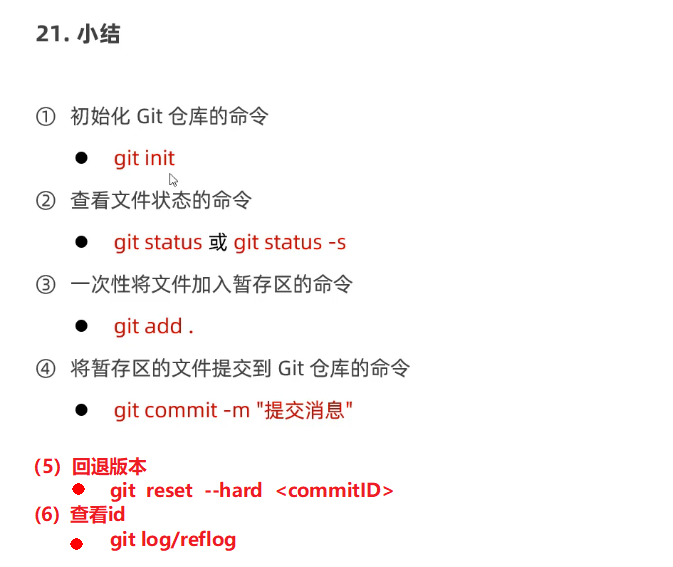 21. 小结
① 初始化 Git 仓库的命令
● git init
② 查看文件状态的命令
● git status 或 git status -s
③ 一次性将文件加入暂存区的命令
● git add .
④ 将暂存区的文件提交到 Git 仓库的命令
● git commit -m "提交消息"
(5) 回退版本
● git reset --hard <commitID>
(6) 查看id
● git log/reflog